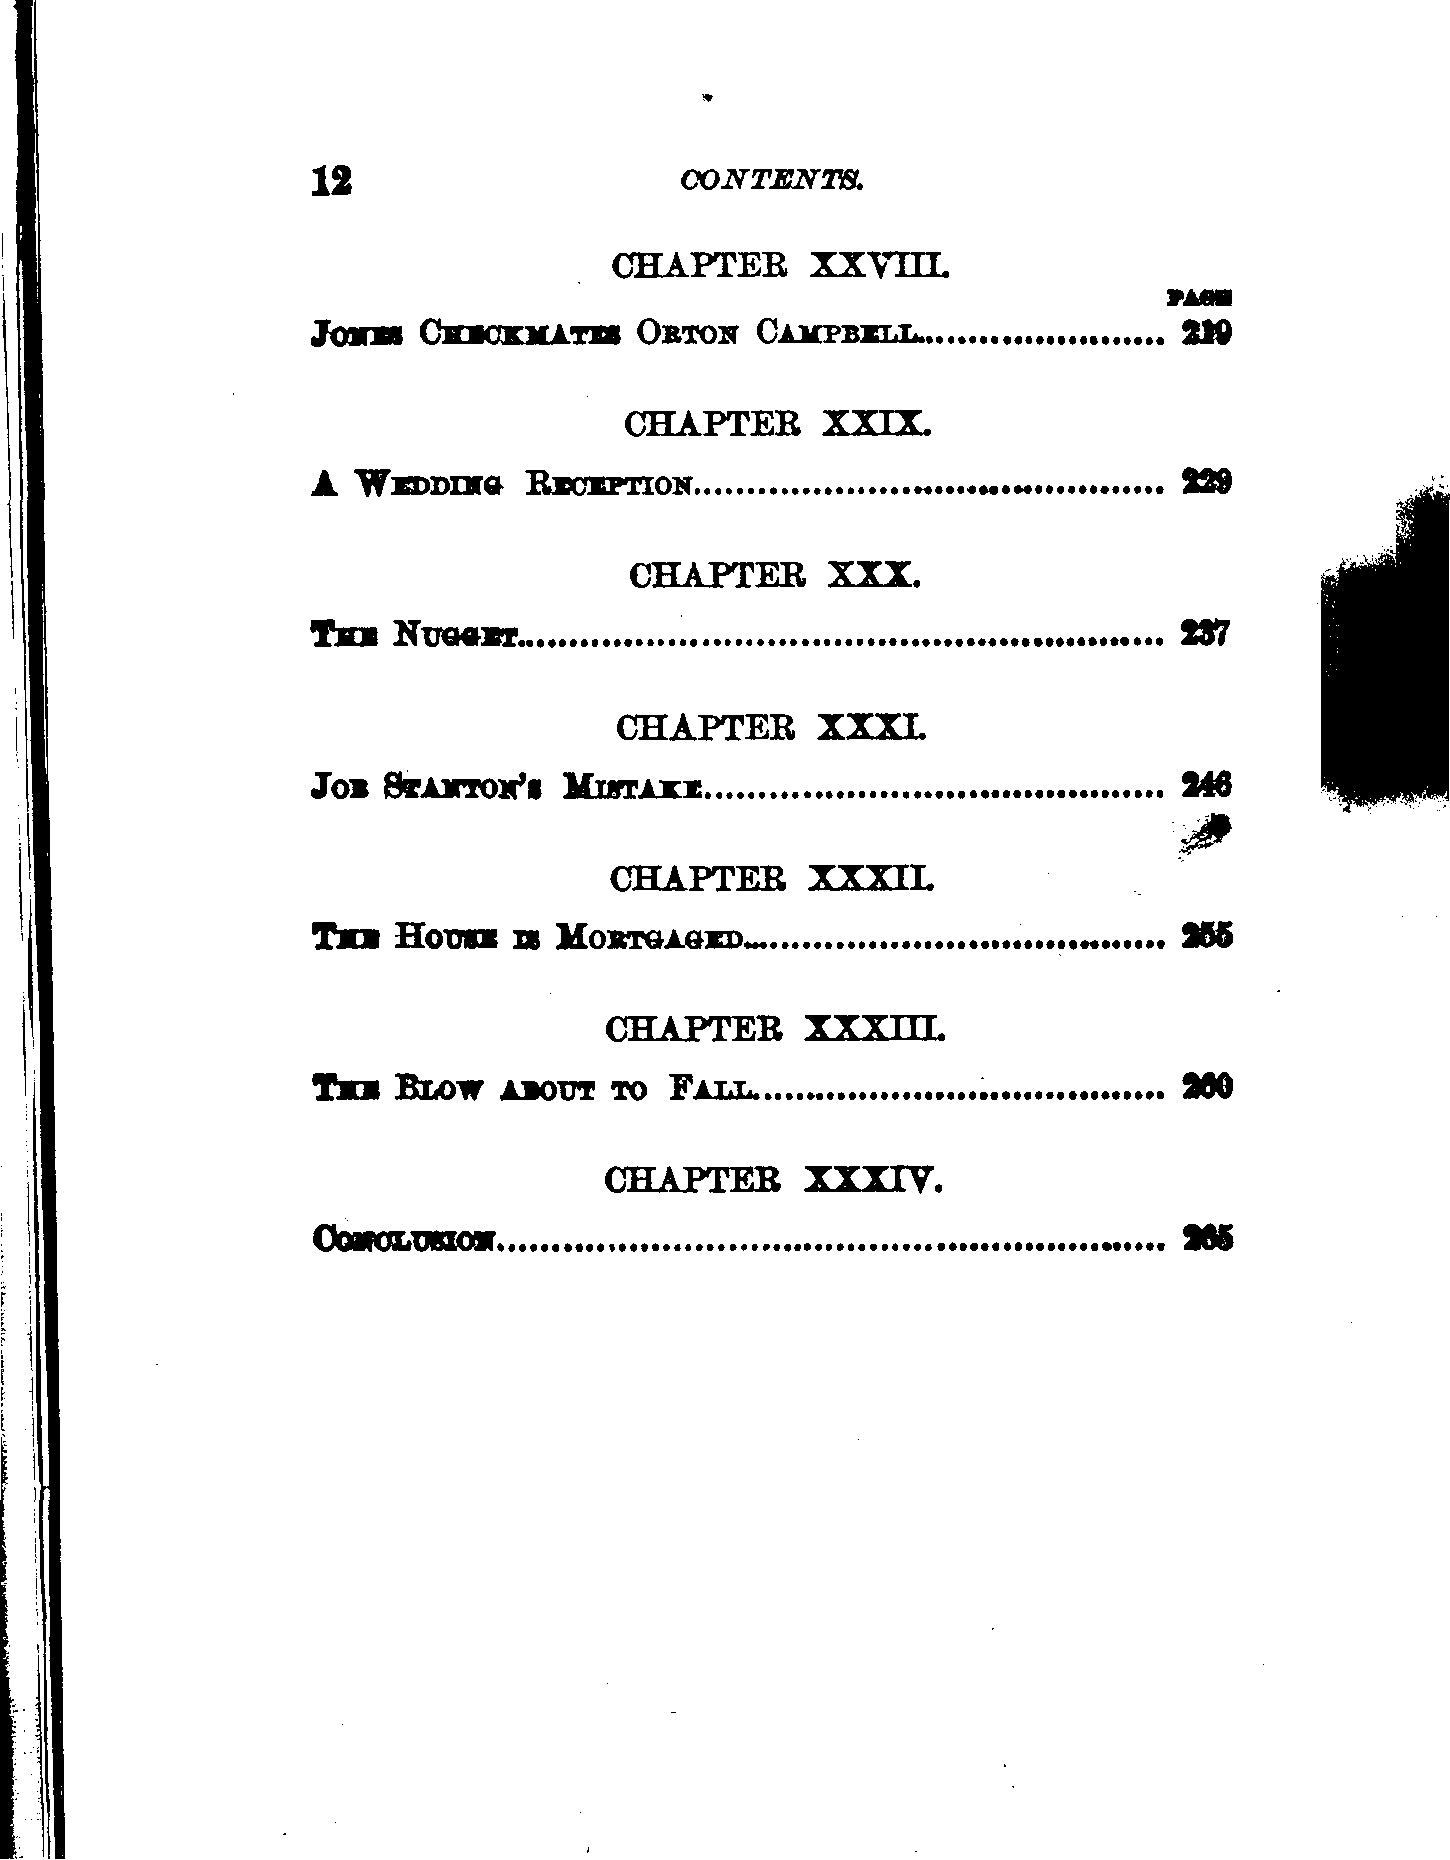 12 CONTENTS.
CHAPTER XXVIII.
PAGE
JONES CHECKMATES ORTON CAMPBELL........................ 219
CHAPTER XXIX.
A WEDDING RECEPTION............................................. 229
CHAPTER XXX.
THE NUGGET............................................................. 237
CHAPTER XXXI.
JOB STANTON'S MISTAKE............................................ 246
CHAPTER XXXII.
THE HOUSE IS MORTGAGED........................................ 255
CHAPTER XXXIII.
THE BLOW ABOUT TO FALL....................................... 260
CHAPTER XXXIV.
CONCLUSION............................................................... 265